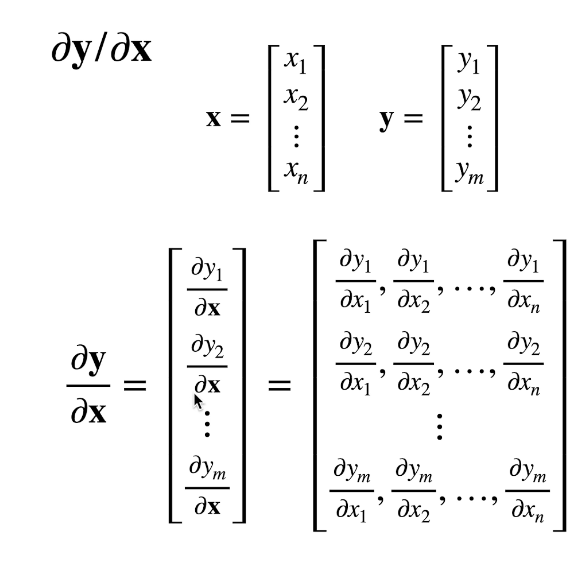 ∂y/∂x
x = [x₁ x₂ ⋮ xₙ] y = [y₁ y₂ ⋮ yₘ]
∂y/∂x = [∂y₁/∂x ∂y₂/∂x ⋮ ∂yₘ/∂x] = [∂y₁/∂x₁, ∂y₁/∂x₂, …, ∂y₁/∂xₙ
∂y₂/∂x₁, ∂y₂/∂x₂, …, ∂y₂/∂xₙ
⋮
∂yₘ/∂x₁, ∂yₘ/∂x₂, …, ∂yₘ/∂xₙ]